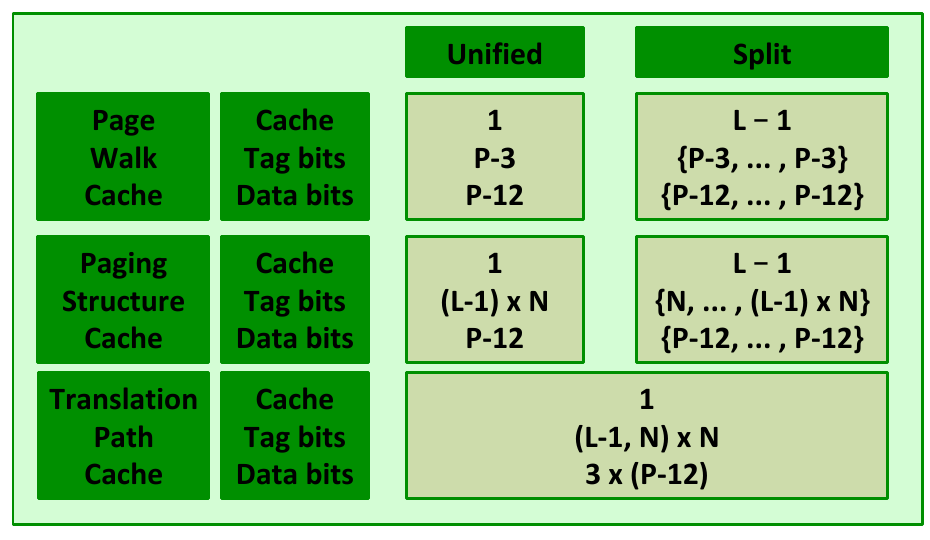 Unified Split
Page Cache 1 L − 1
Walk Tag bits P-3 {P-3, ... , P-3}
Cache Data bits P-12 {P-12, ... , P-12}
Paging Cache 1 L − 1
Structure Tag bits (L-1) x N {N, ... , (L-1) x N}
Cache Data bits P-12 {P-12, ... , P-12}
Translation Cache 1
Path Tag bits (L-1, N) x N
Cache Data bits 3 x (P-12)